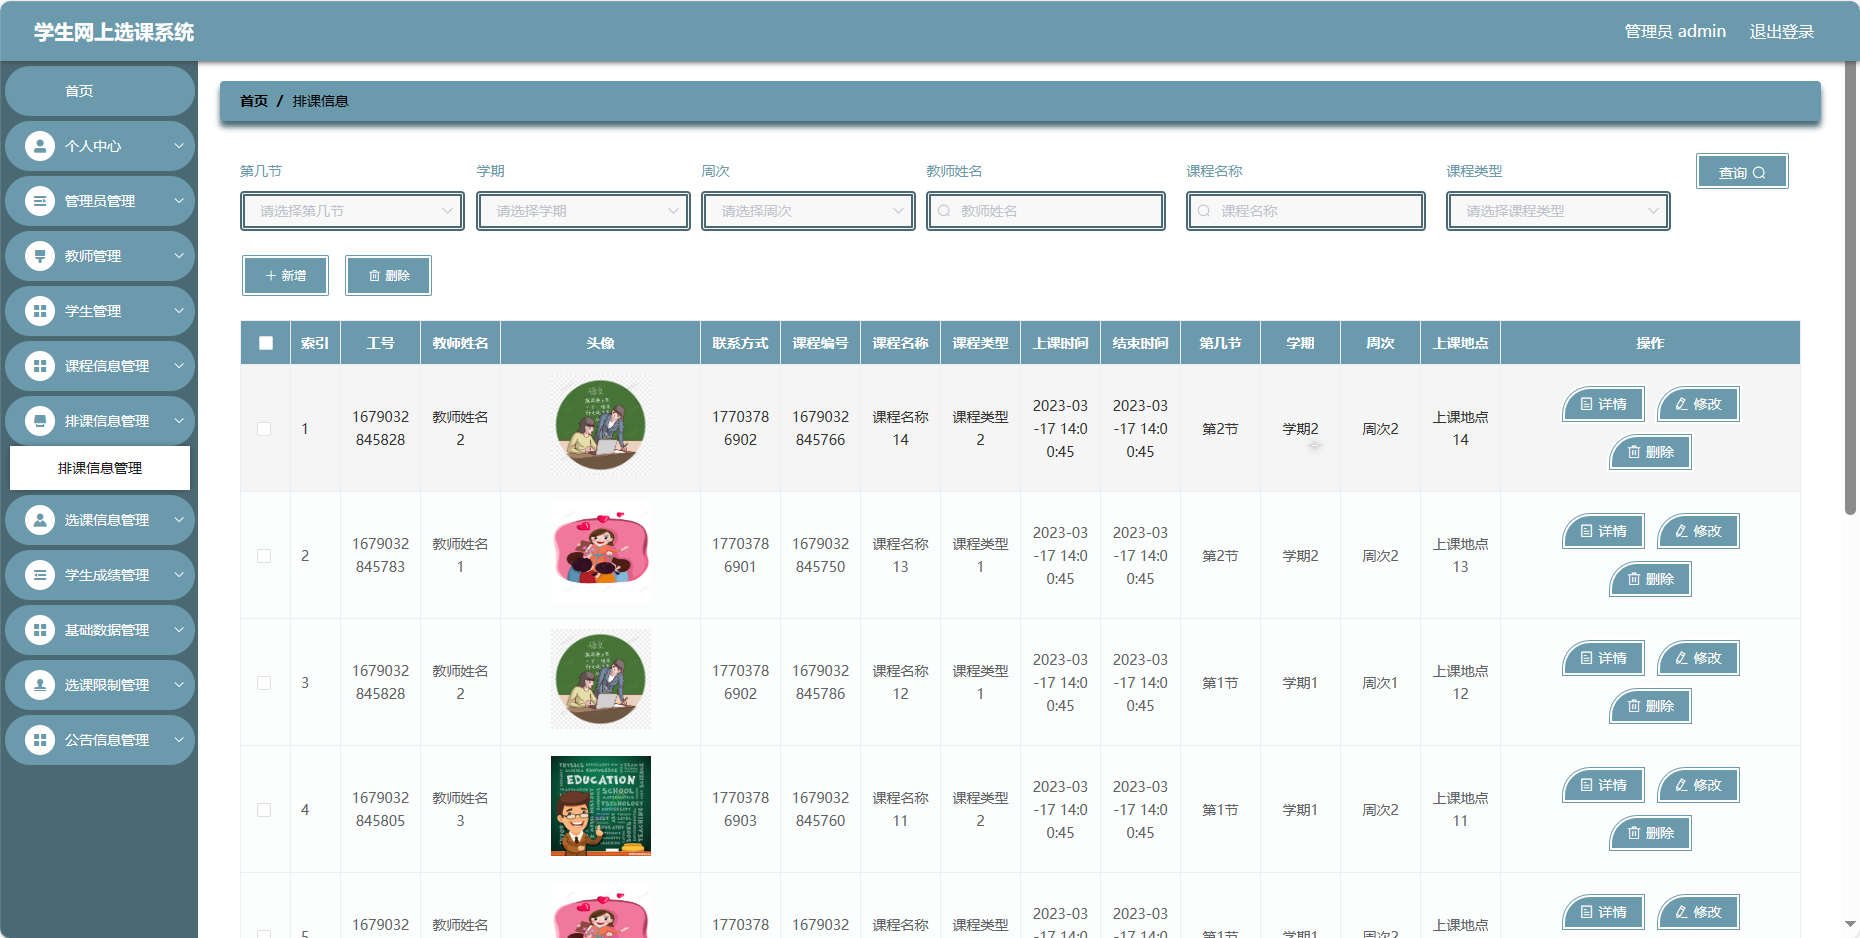 学生网上选课系统
管理员 admin 退出登录
首页
个人中心
管理员管理
教师管理
学生管理
课程信息管理
排课信息管理
排课信息管理
选课信息管理
学生成绩管理
基础数据管理
选课限制管理
公告信息管理
首页 / 排课信息
第几节 学期 周次 教师姓名 课程名称 课程类型
请选择第几节 请选择学期 请选择周次 教师姓名 课程名称 请选择课程类型 查询
新增 删除
索引 工号 教师姓名 头像 联系方式 课程编号 课程名称 课程类型 上课时间 结束时间 第几节 学期 周次 上课地点 操作
1 1679032845828 教师姓名2 17703786902 1679032845766 课程名称14 课程类型2 2023-03-17 14:00:45 2023-03-17 14:00:45 第2节 学期2 周次2 上课地点14 详情 修改 删除
2 1679032845783 教师姓名1 17703786901 1679032845750 课程名称13 课程类型1 2023-03-17 14:00:45 2023-03-17 14:00:45 第2节 学期2 周次2 上课地点13 详情 修改 删除
3 1679032845828 教师姓名2 17703786902 1679032845786 课程名称12 课程类型1 2023-03-17 14:00:45 2023-03-17 14:00:45 第1节 学期1 周次1 上课地点12 详情 修改 删除
4 1679032845805 教师姓名3 EDUCATION SCHOOL 17703786903 1679032845760 课程名称11 课程类型2 2023-03-17 14:00:45 2023-03-17 14:00:45 第1节 学期1 周次2 上课地点11 详情 修改 删除
5 1679032 教师姓名 1770378 1679032 课程名称 课程类型 2023-03-17 14:0 2023-03-17 14:0 第1节 学期1 周次2 上课地点 详情 修改